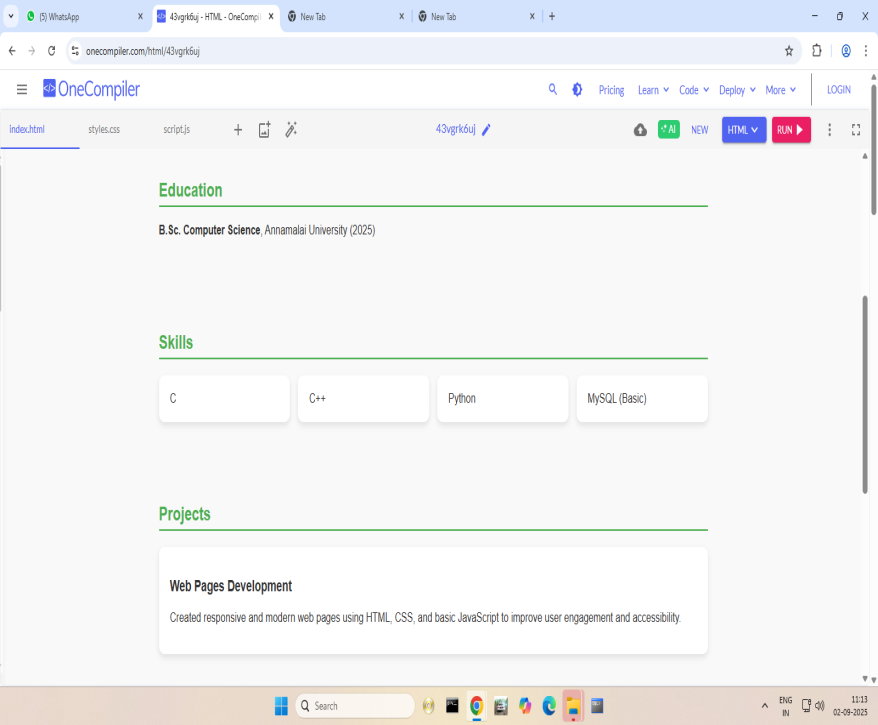 (5) WhatsApp
43vgrk6uj - HTML - OneCompil
New Tab
New Tab
onecompiler.com/html/43vgrk6uj
OneCompiler
Pricing
Learn
Code
Deploy
More
LOGIN
index.html
styles.css
script.js
43vgrk6uj
AI
NEW
HTML
RUN
Education
B.Sc. Computer Science, Annamalai University (2025)
Skills
C
C++
Python
MySQL (Basic)
Projects
Web Pages Development
Created responsive and modern web pages using HTML, CSS, and basic JavaScript to improve user engagement and accessibility.
Search
ENG
IN
11:13
02-09-2025